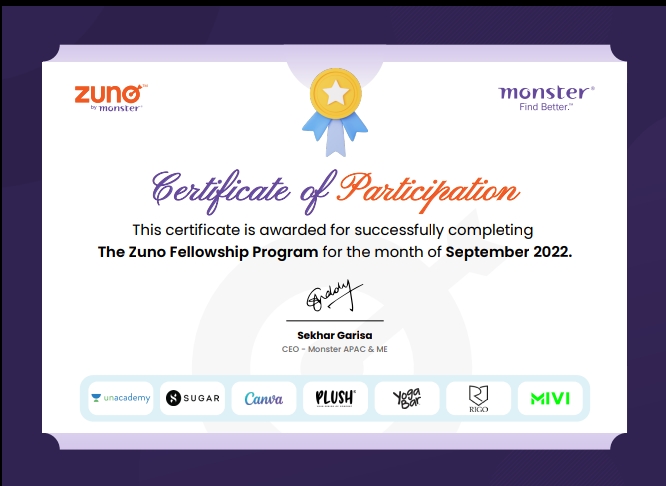 ZUNO™
by monster™
monster®
Find Better.™
Certificate of Participation
This certificate is awarded for successfully completing
The Zuno Fellowship Program for the month of September 2022.
Sekhar Garisa
CEO - Monster APAC & ME
unacademy
SUGAR
Canva
PLUSH®
Yoga
Bar
RIGO
MIVI